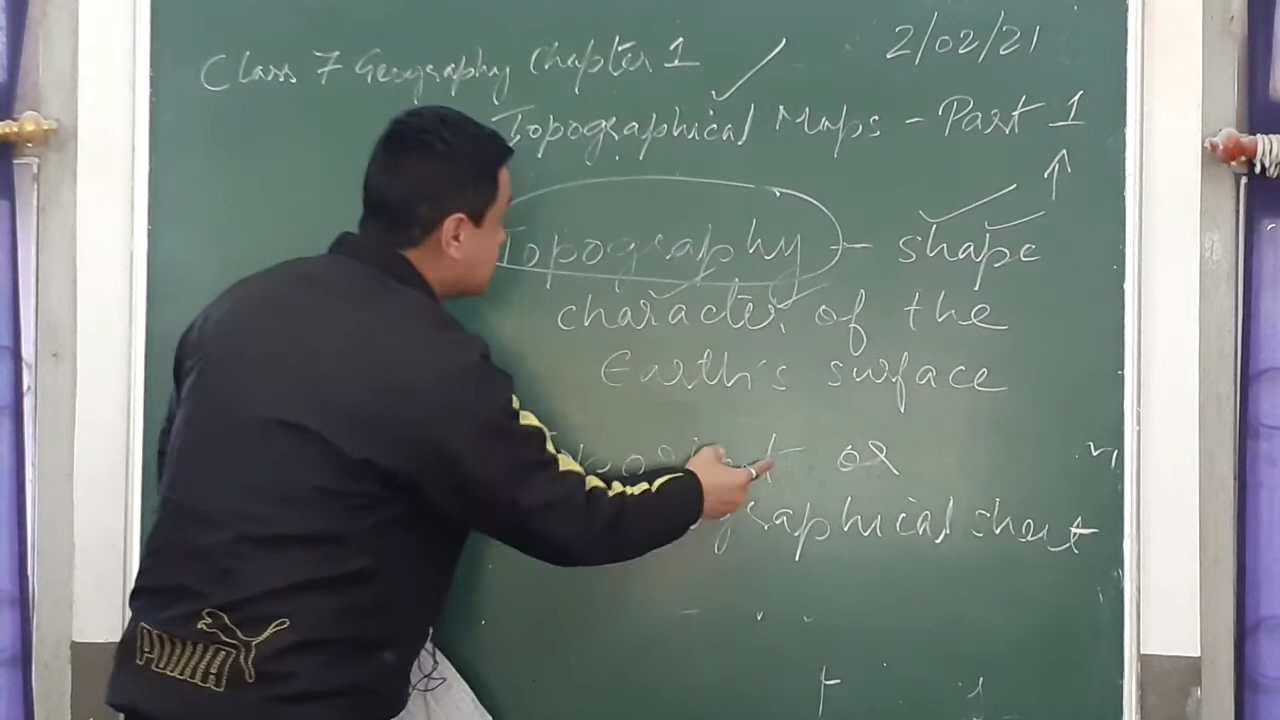 Class 7 Geography Chapter 1
2/02/21
Topographical Maps - Part 1
Topography - shape
character of the
Earth's surface
or
graphical sheet
PUMA